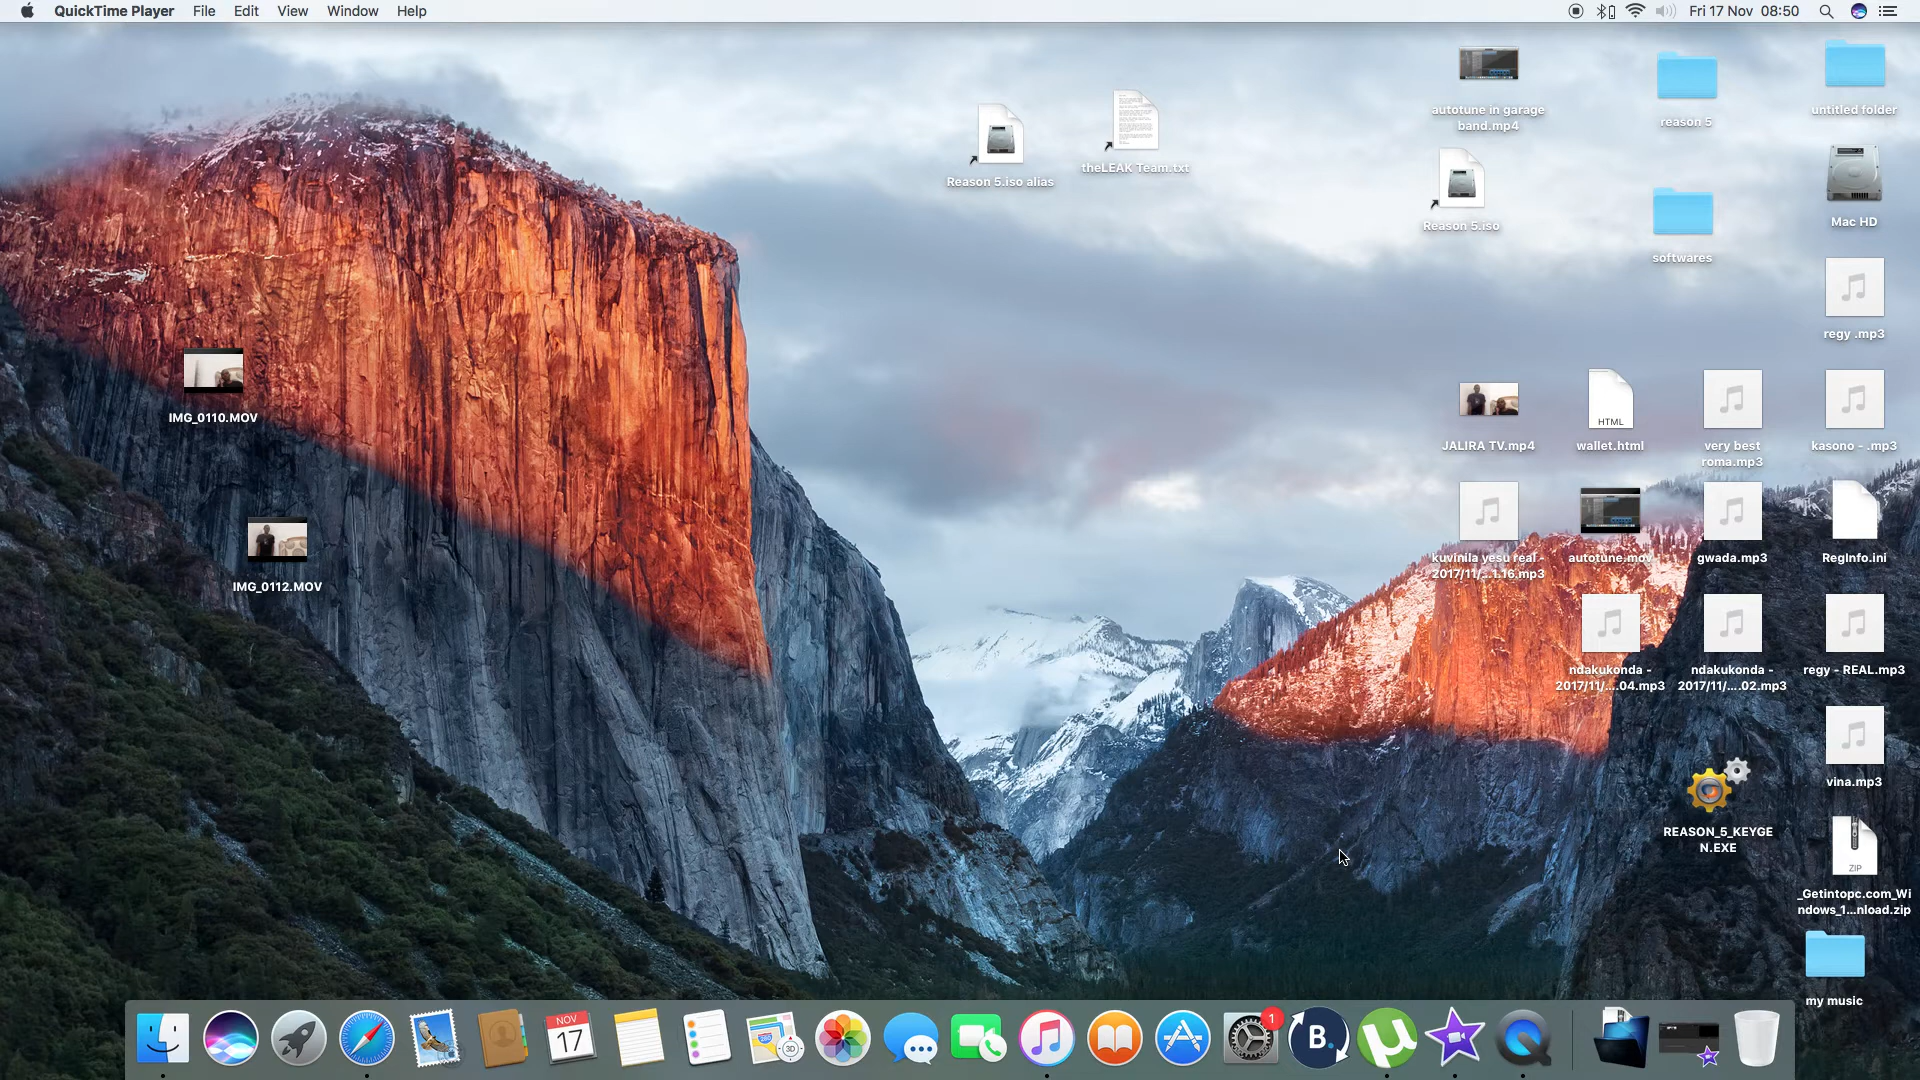 QuickTime Player File Edit View Window Help Fri 17 Nov 08:50
autotune in garage
band.mp4
reason 5
untitled folder
Reason 5.iso alias
theLEAK Team.txt
Reason 5.iso
softwares
Mac HD
regy .mp3
IMG_0110.MOV
JALIRA TV.mp4
HTML
wallet.html
very best
roma.mp3
kasono - .mp3
IMG_0112.MOV
kuvinila yesu real -
2017/11/...1.16.mp3
autotune.mov
gwada.mp3
RegInfo.ini
ndakukonda -
2017/11/....04.mp3
ndakukonda -
2017/11/....02.mp3
regy - REAL.mp3
vina.mp3
REASON_5_KEYGE
N.EXE
ZIP
_Getintopc.com_Wi
ndows_1...nload.zip
my music
NOV
17
280
3D
1
B.
µ